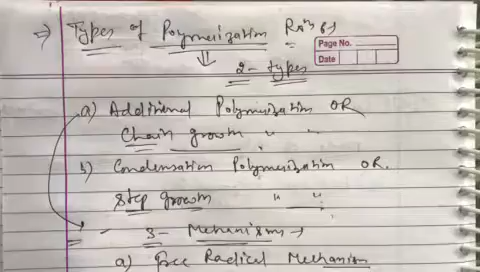 =) Types of Polymerization Rxn's
Page No.
Date
2- types
a) Additional Polymerization OR
Chain growth " "
b) Condensation Polymerization OR.
Step growth " "
3- Mechanisms →
a) Free Radical Mechanism